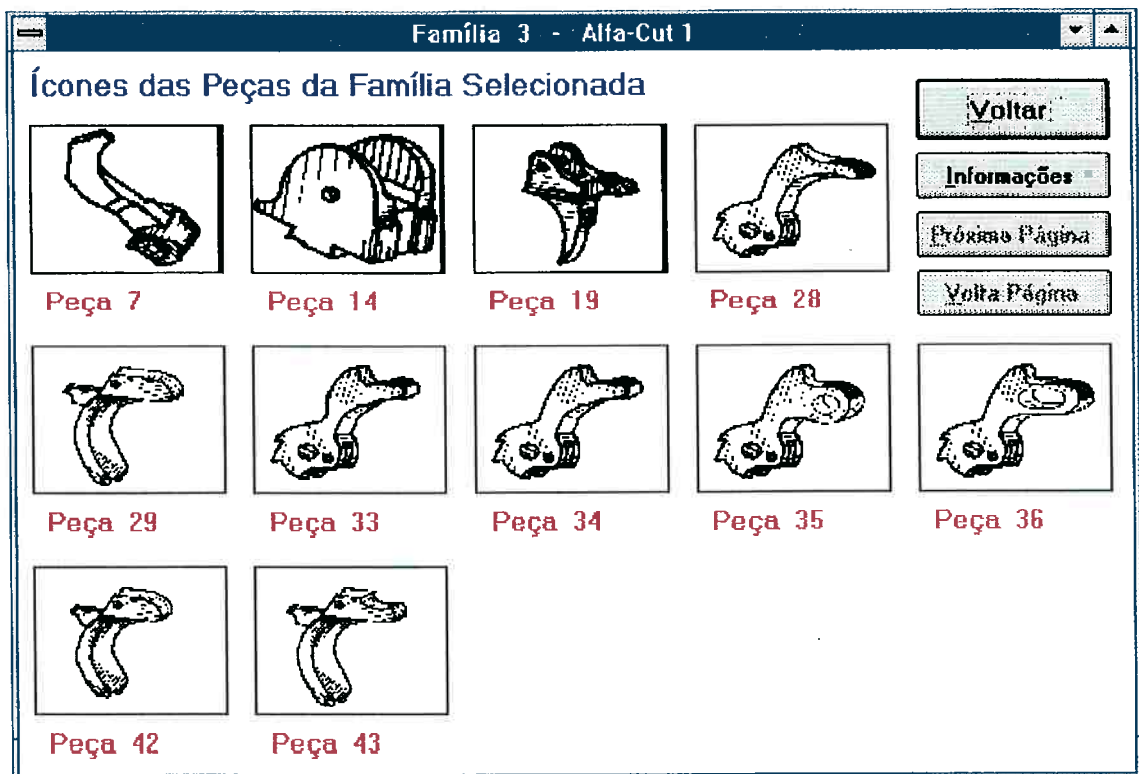 Família 3 - Alfa-Cut 1
Ícones das Peças da Família Selecionada
Voltar
Informações
Próxima Página
Volta Página
Peça 7
Peça 14
Peça 19
Peça 28
Peça 29
Peça 33
Peça 34
Peça 35
Peça 36
Peça 42
Peça 43